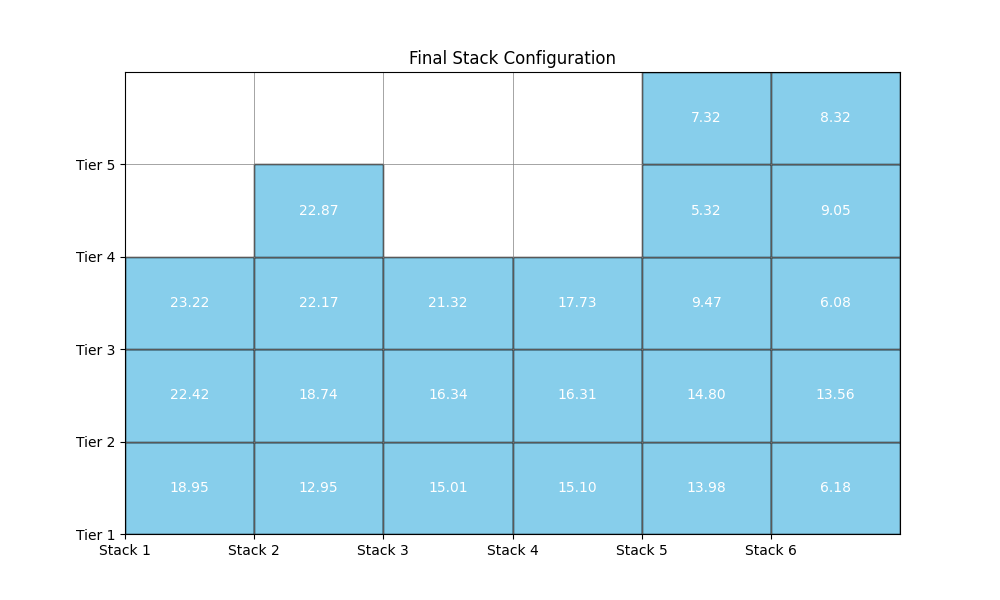 Final Stack Configuration
7.32 8.32
Tier 5
22.87 5.32 9.05
Tier 4
23.22 22.17 21.32 17.73 9.47 6.08
Tier 3
22.42 18.74 16.34 16.31 14.80 13.56
Tier 2
18.95 12.95 15.01 15.10 13.98 6.18
Tier 1
Stack 1 Stack 2 Stack 3 Stack 4 Stack 5 Stack 6